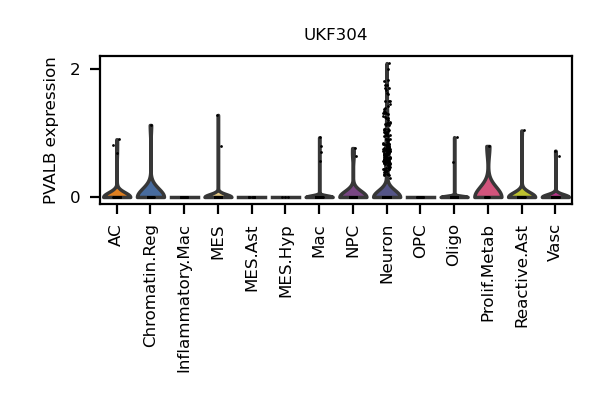 UKF304
PVALB expression
2
0
AC
Chromatin.Reg
Inflammatory.Mac
MES
MES.Ast
MES.Hyp
Mac
NPC
Neuron
OPC
Oligo
Prolif.Metab
Reactive.Ast
Vasc